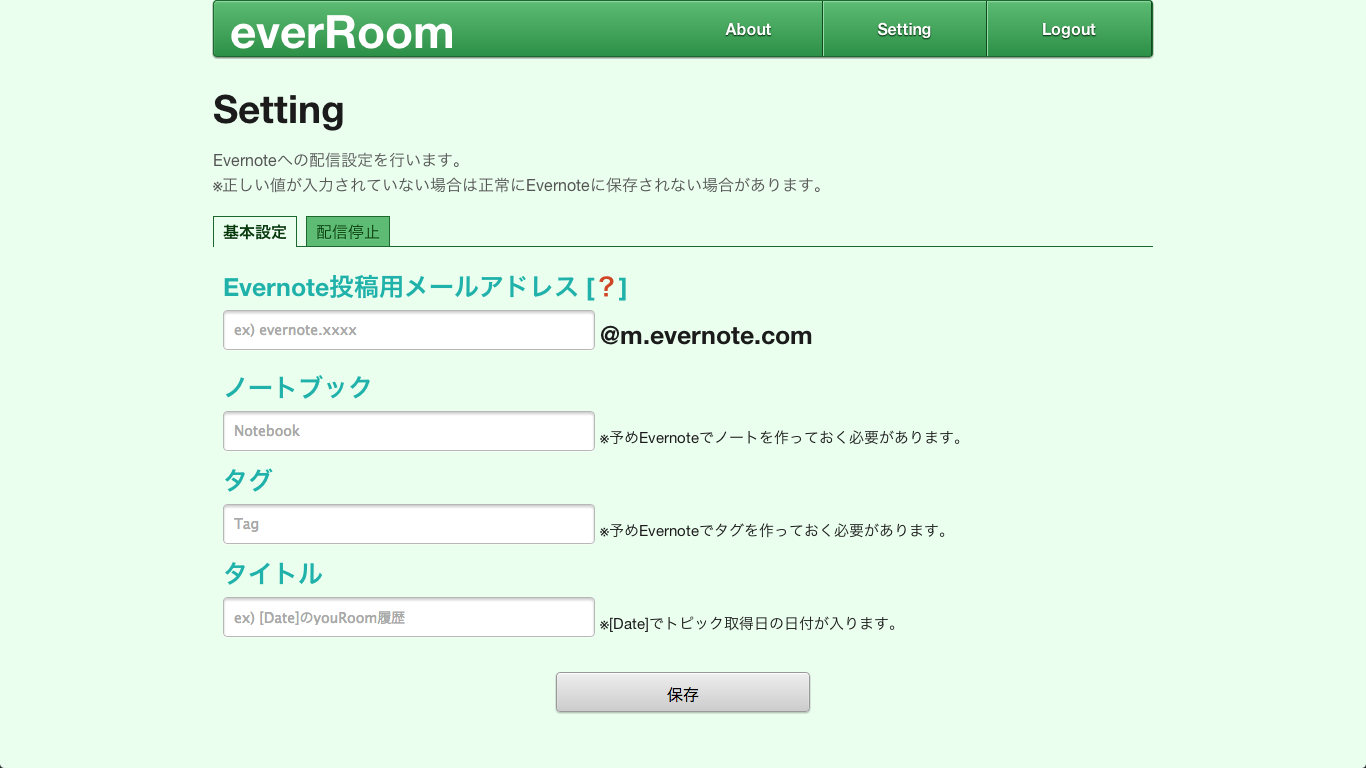 everRoom
About
Setting
Logout
Setting
Evernoteへの配信設定を行います。
※正しい値が入力されていない場合は正常にEvernoteに保存されない場合があります。
基本設定
配信停止
Evernote投稿用メールアドレス [？]
ex) evernote.xxxx
@m.evernote.com
ノートブック
Notebook
※予めEvernoteでノートを作っておく必要があります。
タグ
Tag
※予めEvernoteでタグを作っておく必要があります。
タイトル
ex) [Date]のyouRoom履歴
※[Date]でトピック取得日の日付が入ります。
保存